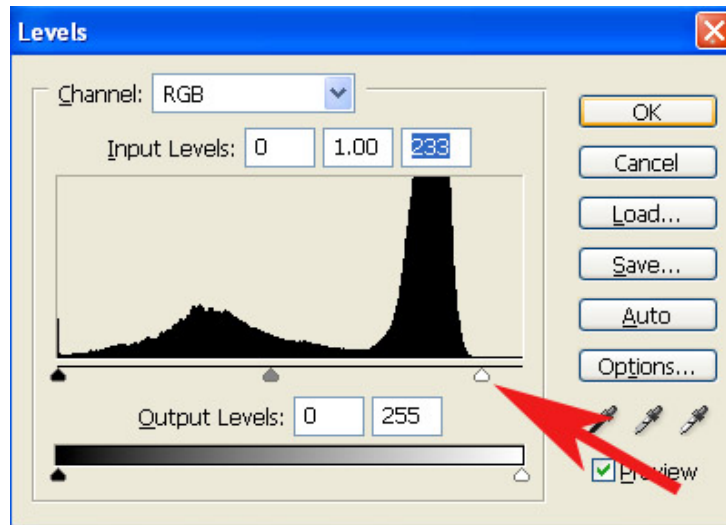 Levels
Channel: RGB
Input Levels: 0 1.00 233
Output Levels: 0 255
OK
Cancel
Load...
Save...
Auto
Options...
Preview